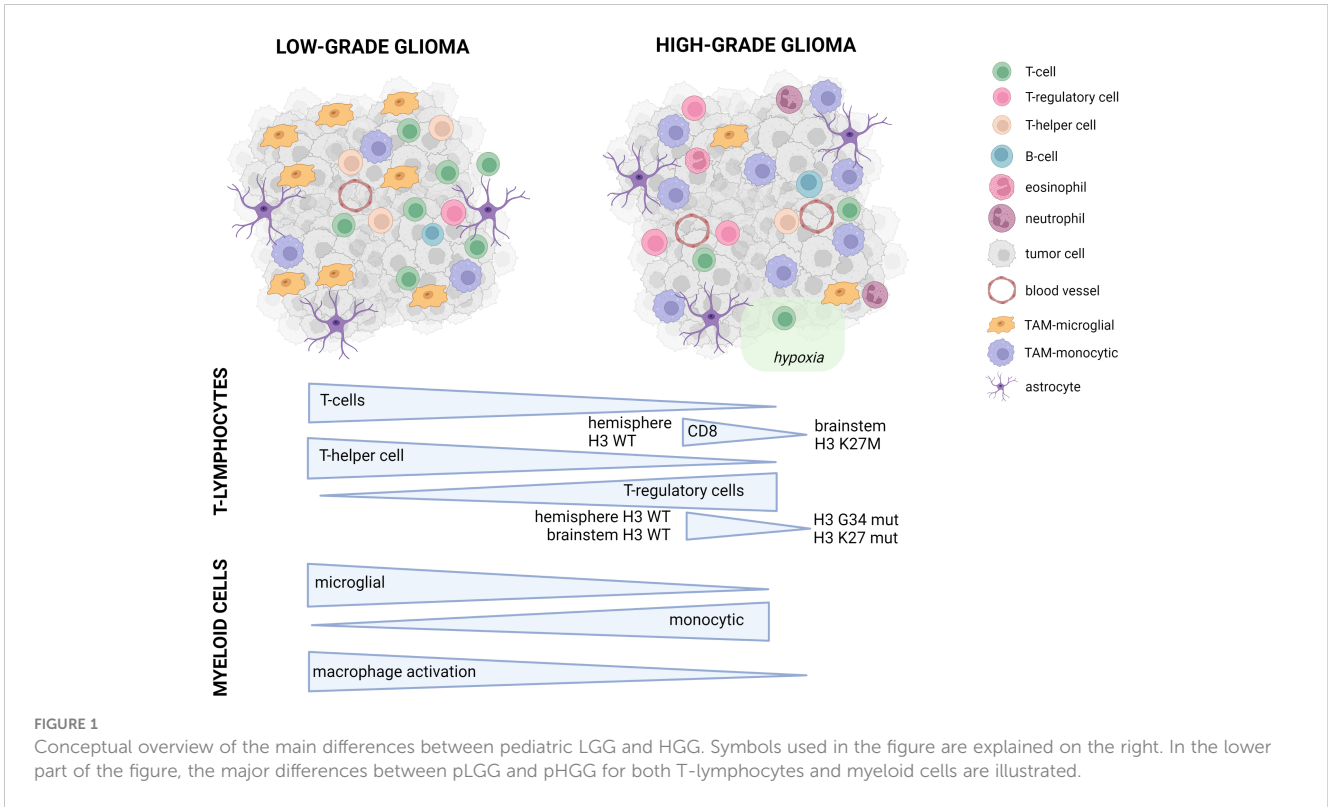 LOW-GRADE GLIOMA
HIGH-GRADE GLIOMA
T-cell
T-regulatory cell
T-helper cell
B-cell
eosinophil
neutrophil
tumor cell
blood vessel
TAM-microglial
TAM-monocytic
astrocyte
hypoxia
T-LYMPHOCYTES
T-cells
hemisphere
H3 WT
CD8
brainstem
H3 K27M
T-helper cell
T-regulatory cells
hemisphere H3 WT
brainstem H3 WT
H3 G34 mut
H3 K27 mut
MYELOID CELLS
microglial
monocytic
macrophage activation
FIGURE 1
Conceptual overview of the main differences between pediatric LGG and HGG. Symbols used in the figure are explained on the right. In the lower
part of the figure, the major differences between pLGG and pHGG for both T-lymphocytes and myeloid cells are illustrated.